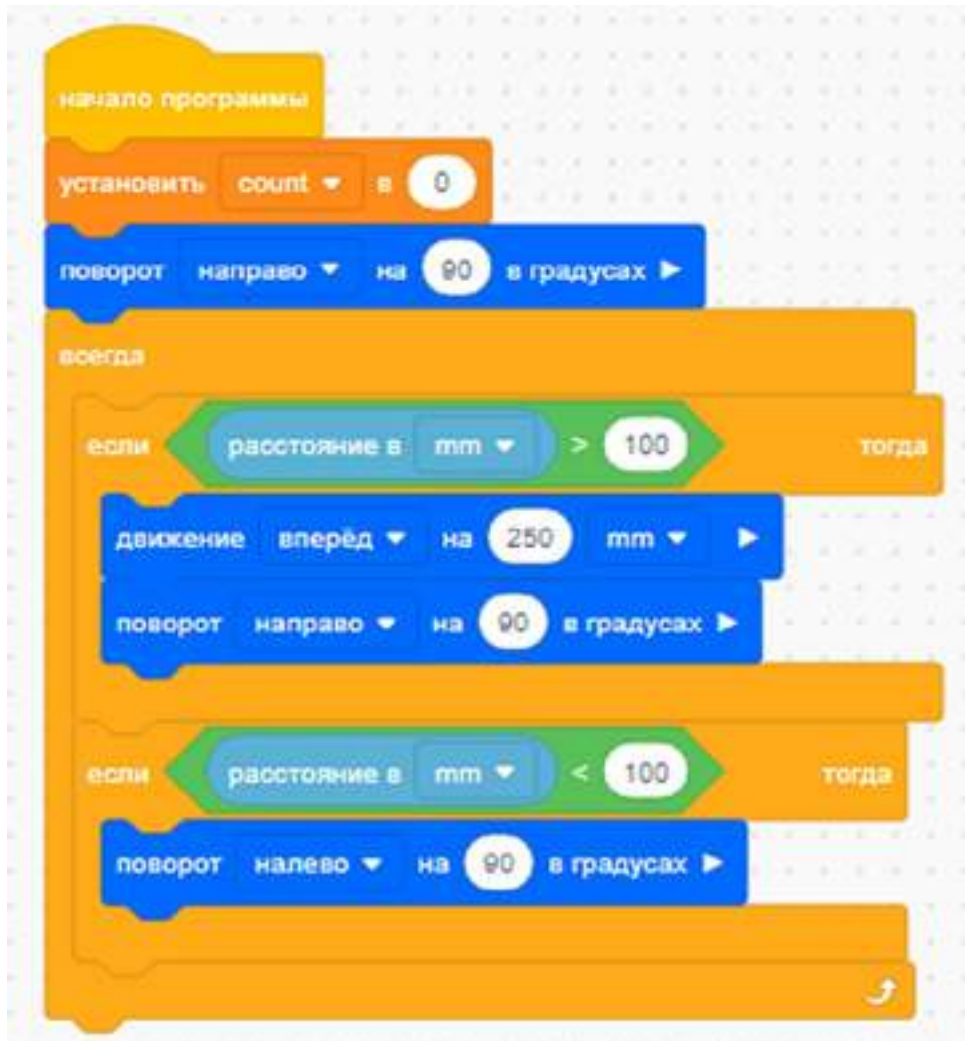 начало программы
установить count в 0
поворот направо на 90 в градусах
всегда
если расстояние в mm > 100 тогда
движение вперёд на 250 mm
поворот направо на 90 в градусах
если расстояние в mm < 100 тогда
поворот налево на 90 в градусах